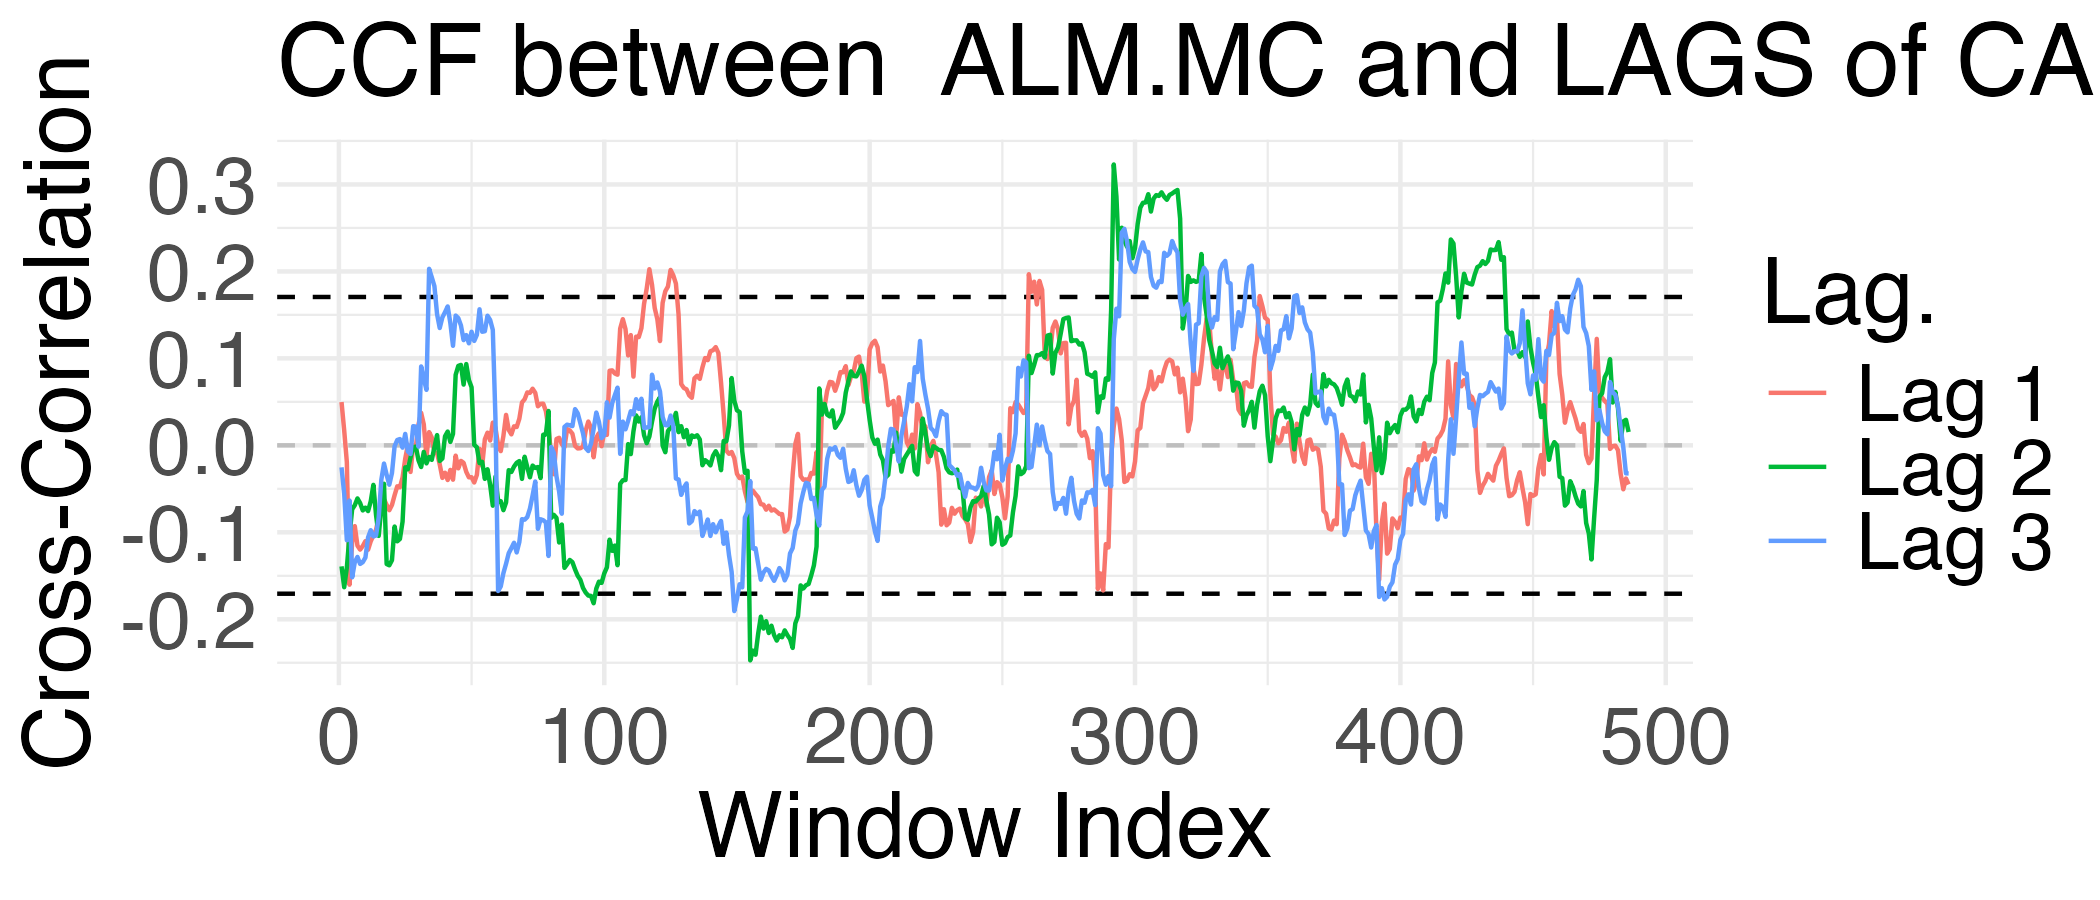 CCF between  ALM.MC and LAGS of CA
Cross-Correlation
0.3
0.2
0.1
0.0
-0.1
-0.2
0 100 200 300 400 500
Window Index
Lag.
Lag 1
Lag 2
Lag 3